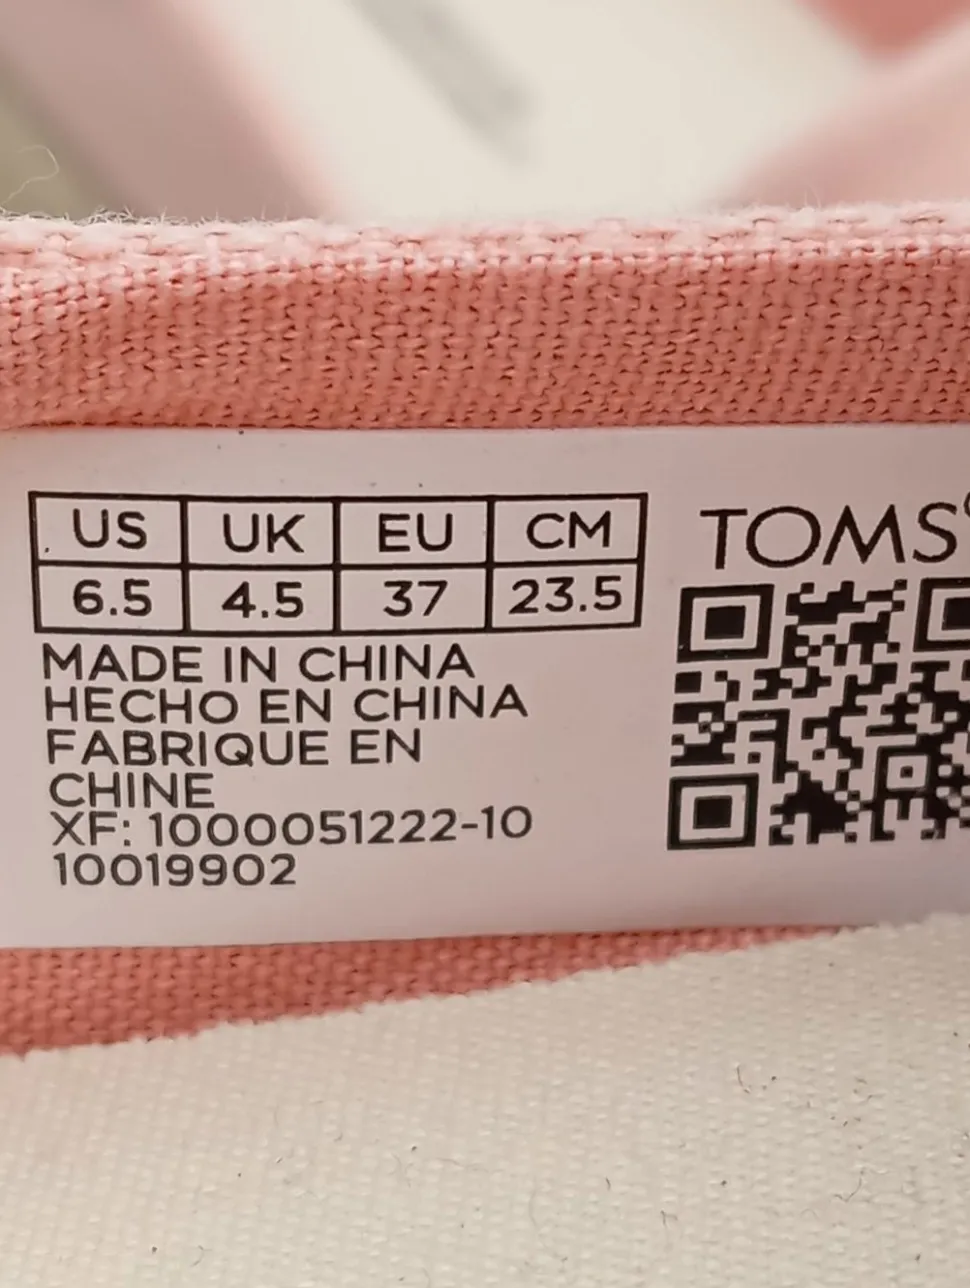 US UK EU CM
6.5 4.5 37 23.5
MADE IN CHINA
HECHO EN CHINA
FABRIQUE EN
CHINE
XF: 1000051222-10
10019902
TOMS